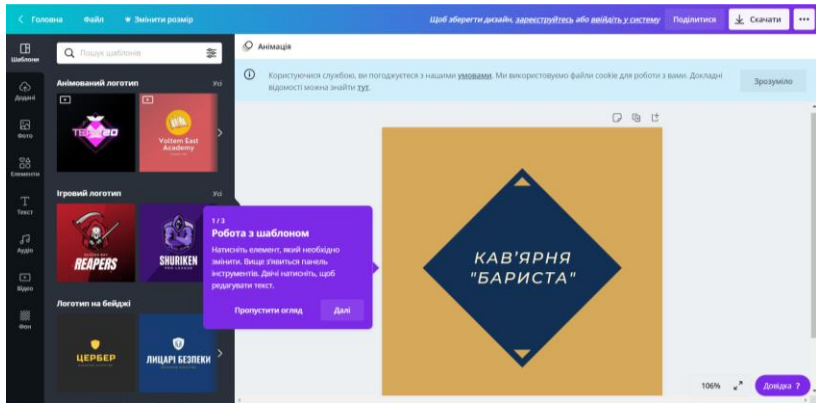 Головна Файл Змінити розмір Щоб зберегти дизайн, зареєструйтесь або ввійдіть у систему Поділитися Скачати
Шаблони
Додані
Фото
Елементи
Текст
Аудіо
Відео
Фон
Пошук шаблонів
Анімований логотип Усі
Voltem East
Academy
Ігровий логотип Усі
REAPERS
SHURIKEN
Логотип на бейджі
ЦЕРБЕР
ЛИЦАРІ БЕЗПЕКИ
1 / 3
Робота з шаблоном
Натисніть елемент, який необхідно
змінити. Вище з'явиться панель
інструментів. Двічі натисніть, щоб
редагувати текст.
Пропустити огляд Далі
Анімація
Користуючися службою, ви погоджуєтеся з нашими умовами. Ми використовуємо файли cookie для роботи з вами. Докладні
відомості можна знайти тут.
Зрозуміло
КАВ'ЯРНЯ
"БАРИСТА"
106%
Довідка ?